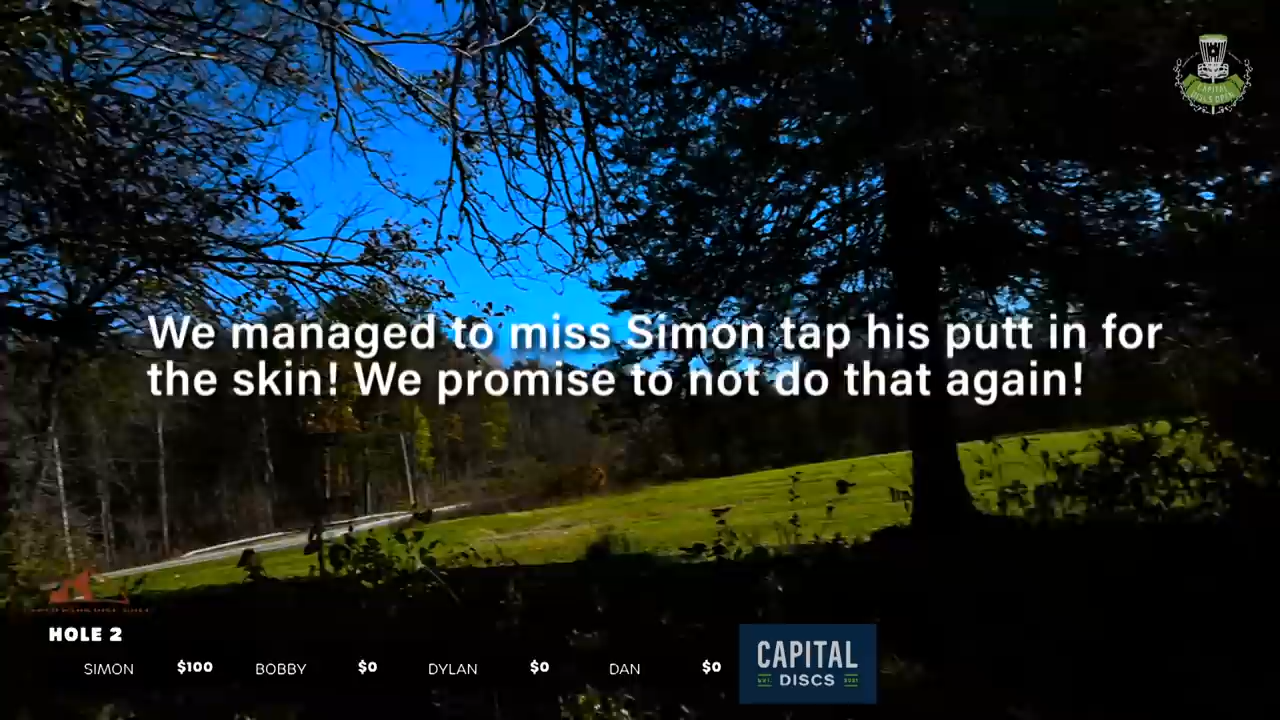 CAPITAL
We managed to miss Simon tap his putt in for
the skin! We promise to not do that again!
HOLE 2
SIMON $100 BOBBY $0 DYLAN $0 DAN $0
CAPITAL
DISCS